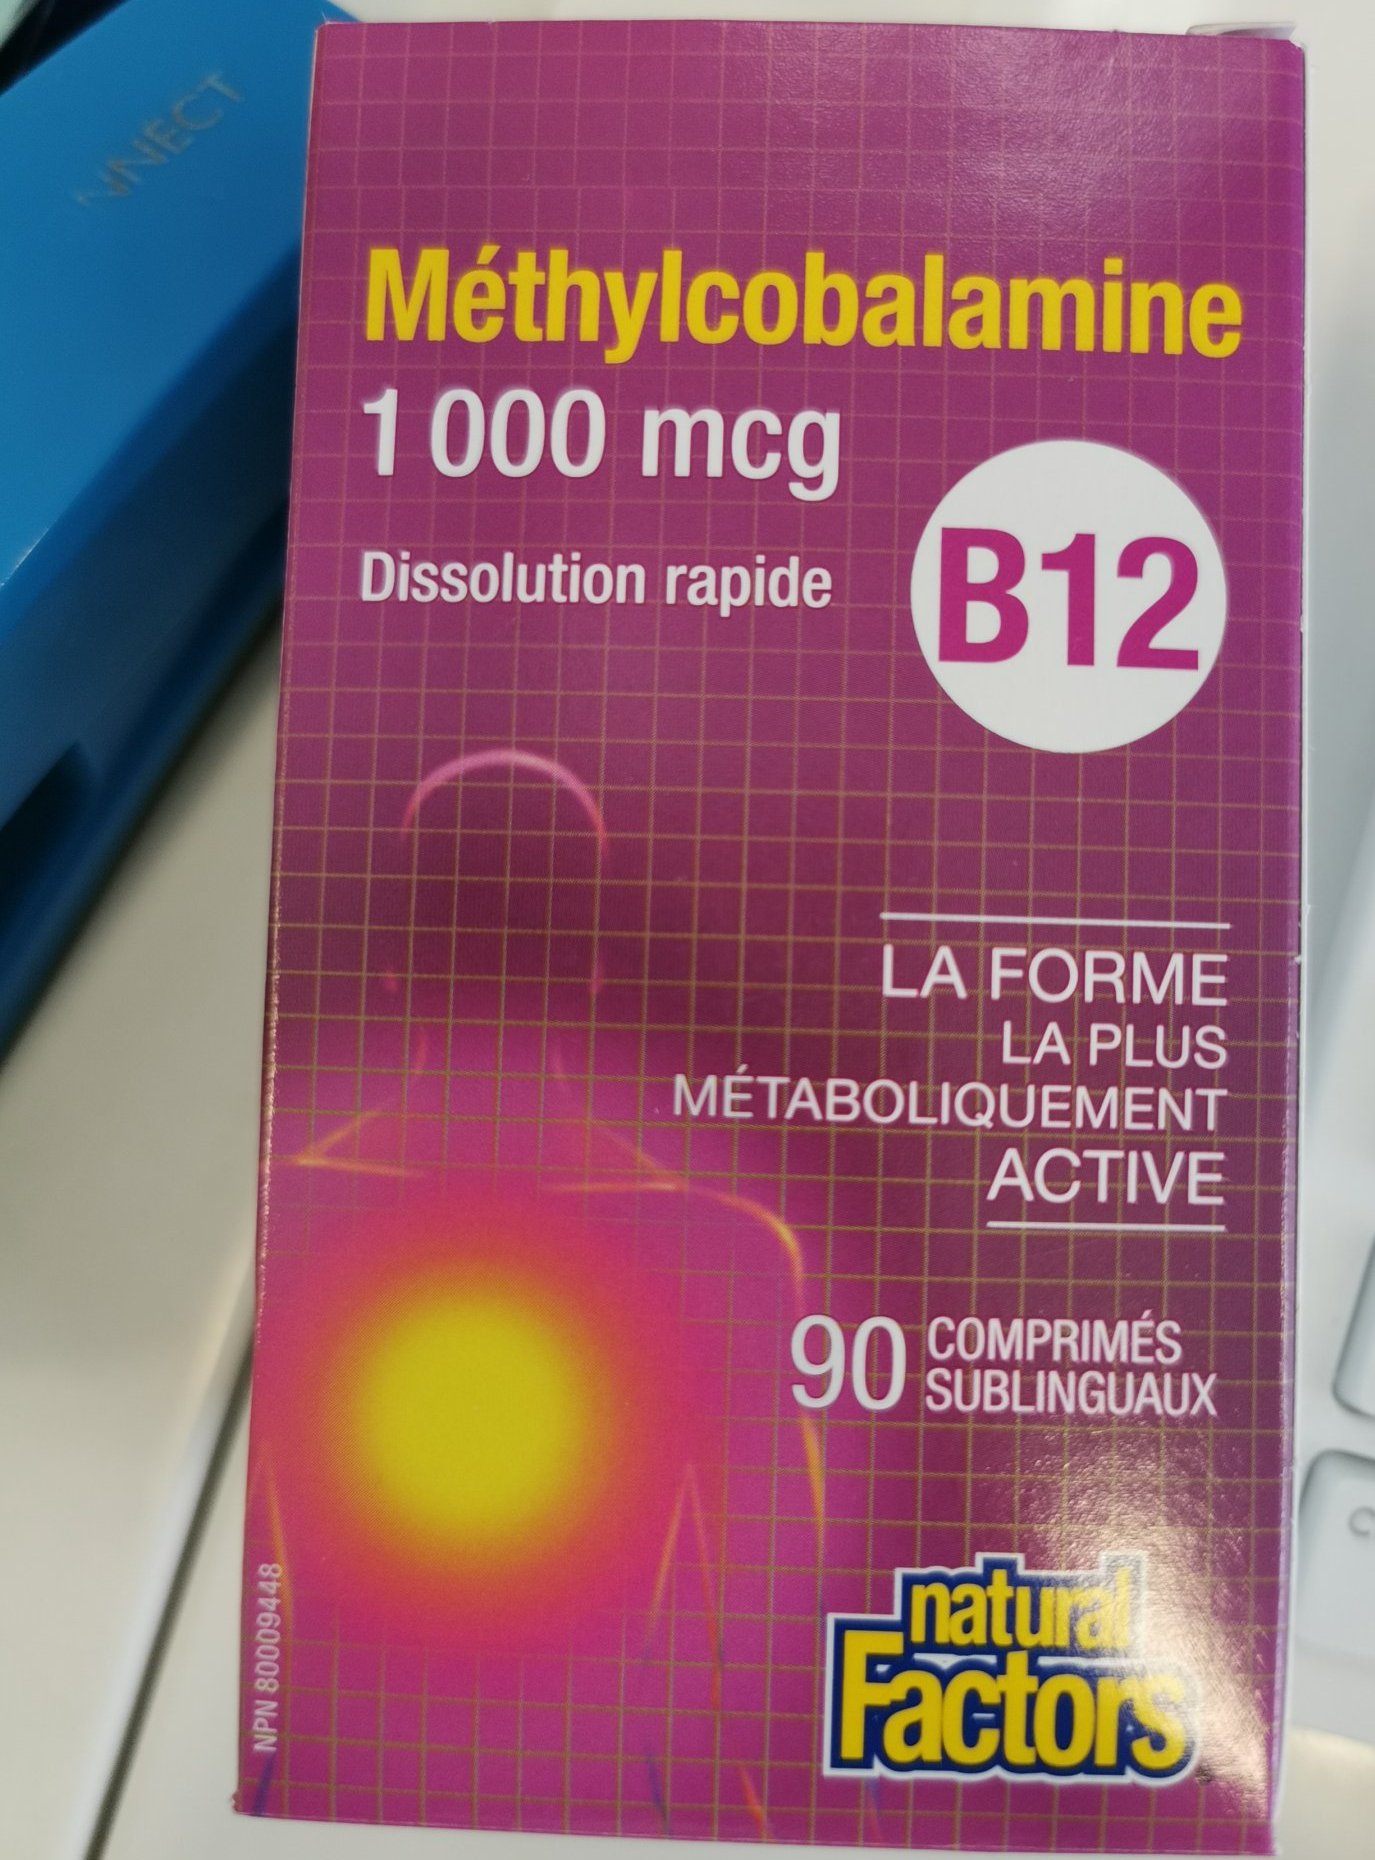 NNECT
Méthylcobalamine
1 000 mcg
Dissolution rapide
B12
LA FORME
LA PLUS
MÉTABOLIQUEMENT
ACTIVE
90 COMPRIMÉS
SUBLINGUAUX
natural
Factors
NPN 80009448